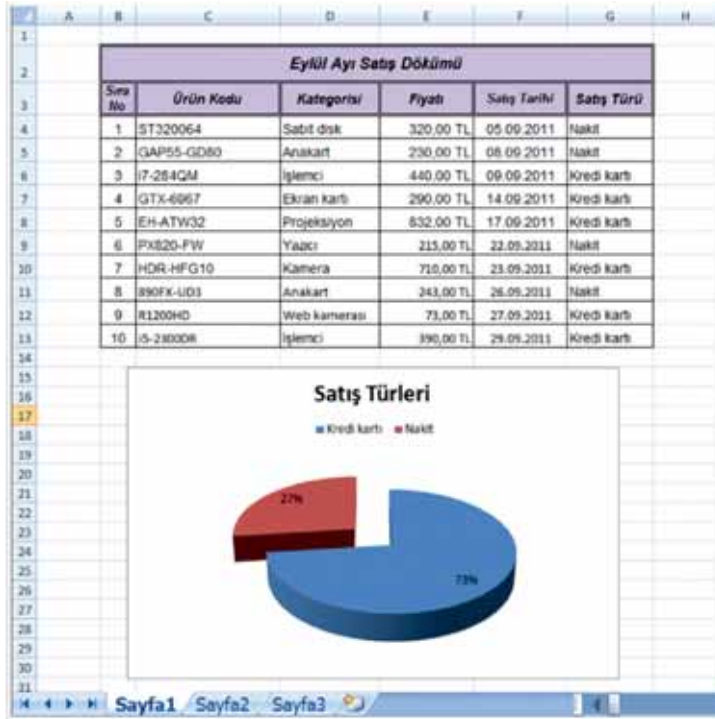 A B C D E F G H
1
2 Eylül Ayı Satış Dökümü
3 Sıra No Ürün Kodu Kategorisi Fiyatı Satış Tarihi Satış Türü
4 1 ST320064 Sabit disk 320,00 TL 05.09.2011 Nakit
5 2 GAP55-GD80 Anakart 230,00 TL 08.09.2011 Nakit
6 3 i7-284QM İşlemci 440,00 TL 09.09.2011 Kredi kartı
7 4 GTX-6967 Ekran kartı 290,00 TL 14.09.2011 Kredi kartı
8 5 EH-ATW32 Projeksiyon 832,00 TL 17.09.2011 Kredi kartı
9 6 PX820-FW Yazıcı 215,00 TL 22.09.2011 Nakit
10 7 HDR-HFG10 Kamera 710,00 TL 23.09.2011 Kredi kartı
11 8 890FX-UD3 Anakart 243,00 TL 26.09.2011 Nakit
12 9 R1200HD Web kamerası 73,00 TL 27.09.2011 Kredi kartı
13 10 i5-2300DR İşlemci 390,00 TL 29.09.2011 Kredi kartı
14
15
16 Satış Türleri
17
18 Kredi kartı Nakit
19
20
21 27%
22
23
24
25 73%
26
27
28
29
30
31
Sayfa1 Sayfa2 Sayfa3